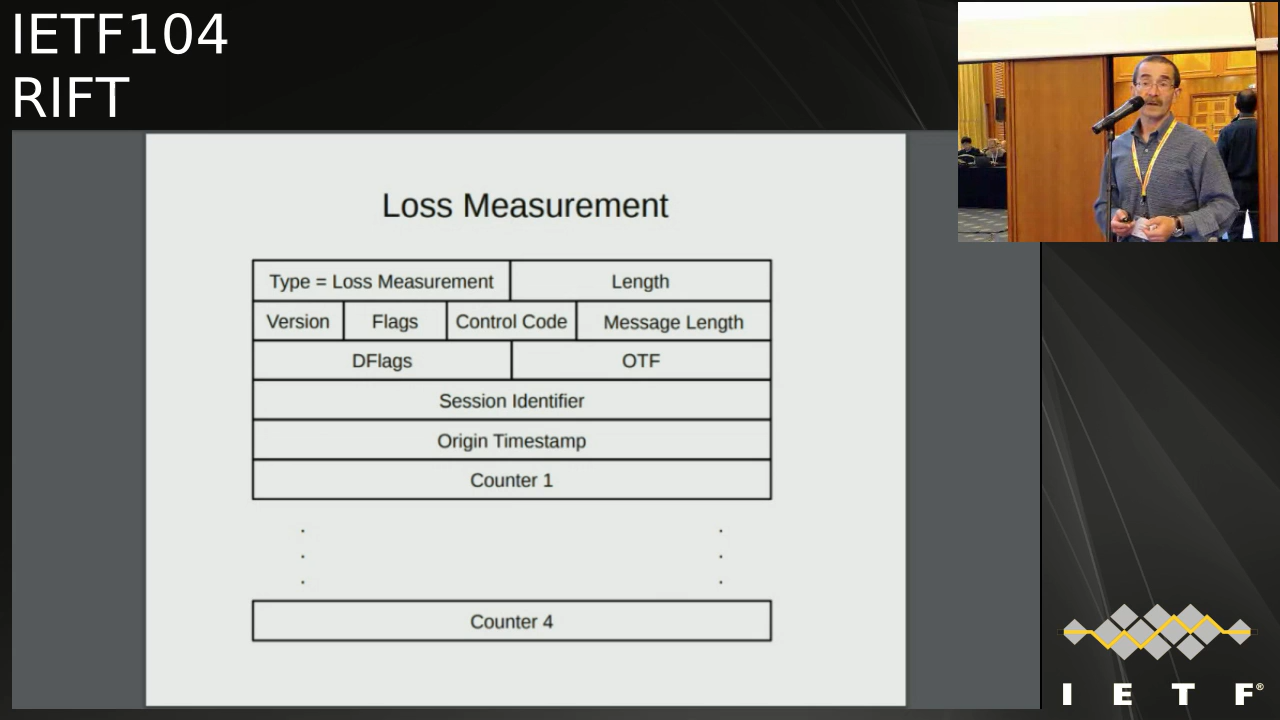 IETF104
RIFT
Loss Measurement
Type = Loss Measurement Length
Version Flags Control Code Message Length
DFlags OTF
Session Identifier
Origin Timestamp
Counter 1
Counter 4
I E T F®